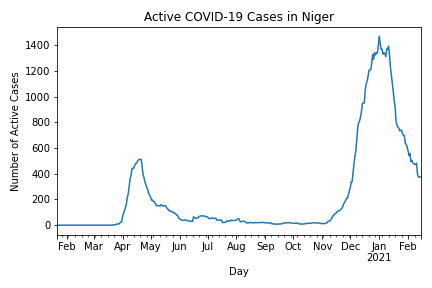 Active COVID-19 Cases in Niger
Number of Active Cases
1400
1200
1000
800
600
400
200
0
Feb Mar Apr May Jun Jul Aug Sep Oct Nov Dec Jan Feb
2021
Day